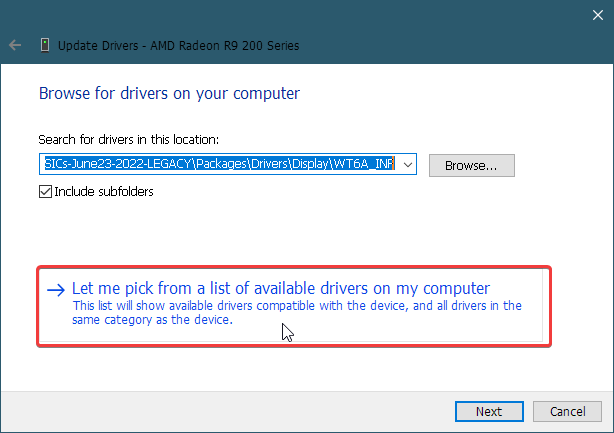 Update Drivers - AMD Radeon R9 200 Series
Browse for drivers on your computer
Search for drivers in this location:
SICs-June23-2022-LEGACY\Packages\Drivers\Display\WT6A_INF
Browse...
Include subfolders
Let me pick from a list of available drivers on my computer
This list will show available drivers compatible with the device, and all drivers in the
same category as the device.
Next
Cancel